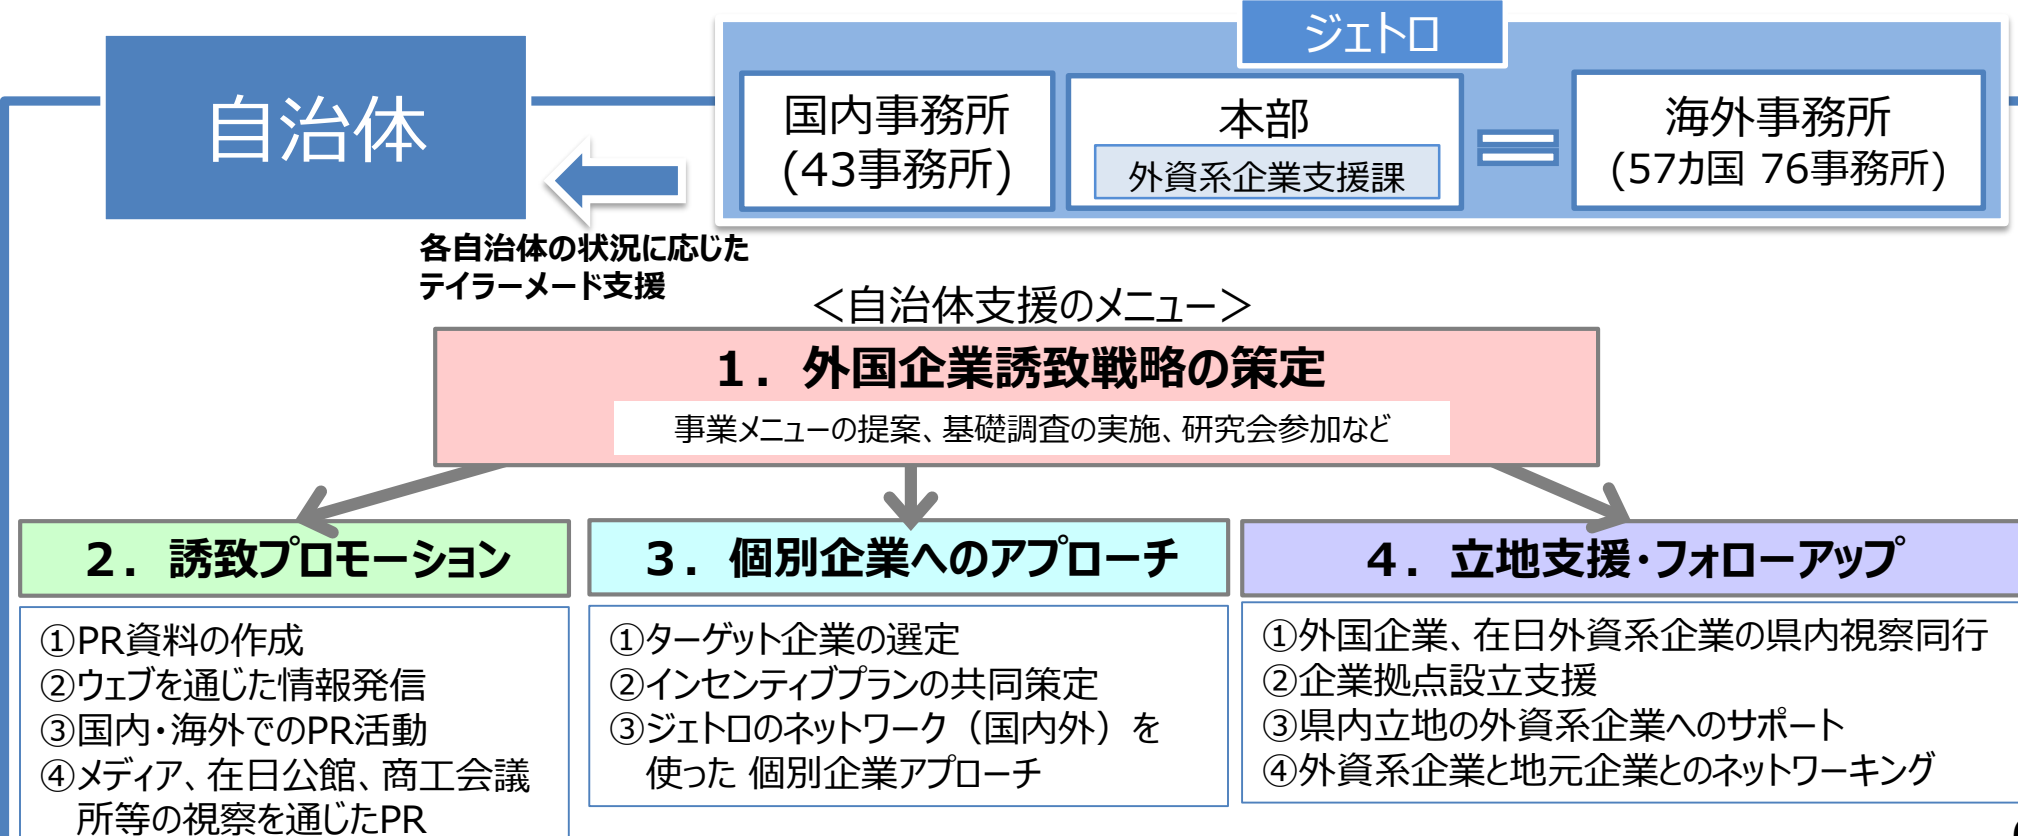 ジェトロ
自治体
国内事務所
(43事務所)
本部
外資系企業支援課
海外事務所
(57カ国 76事務所)
各自治体の状況に応じた
テイラーメード支援
＜自治体支援のメニュー＞
１．外国企業誘致戦略の策定
事業メニューの提案、基礎調査の実施、研究会参加など
２．誘致プロモーション
①PR資料の作成
②ウェブを通じた情報発信
③国内・海外でのPR活動
④メディア、在日公館、商工会議
所等の視察を通じたPR
３．個別企業へのアプローチ
①ターゲット企業の選定
②インセンティブプランの共同策定
③ジェトロのネットワーク（国内外）を
使った 個別企業アプローチ
４．立地支援・フォローアップ
①外国企業、在日外資系企業の県内視察同行
②企業拠点設立支援
③県内立地の外資系企業へのサポート
④外資系企業と地元企業とのネットワーキング